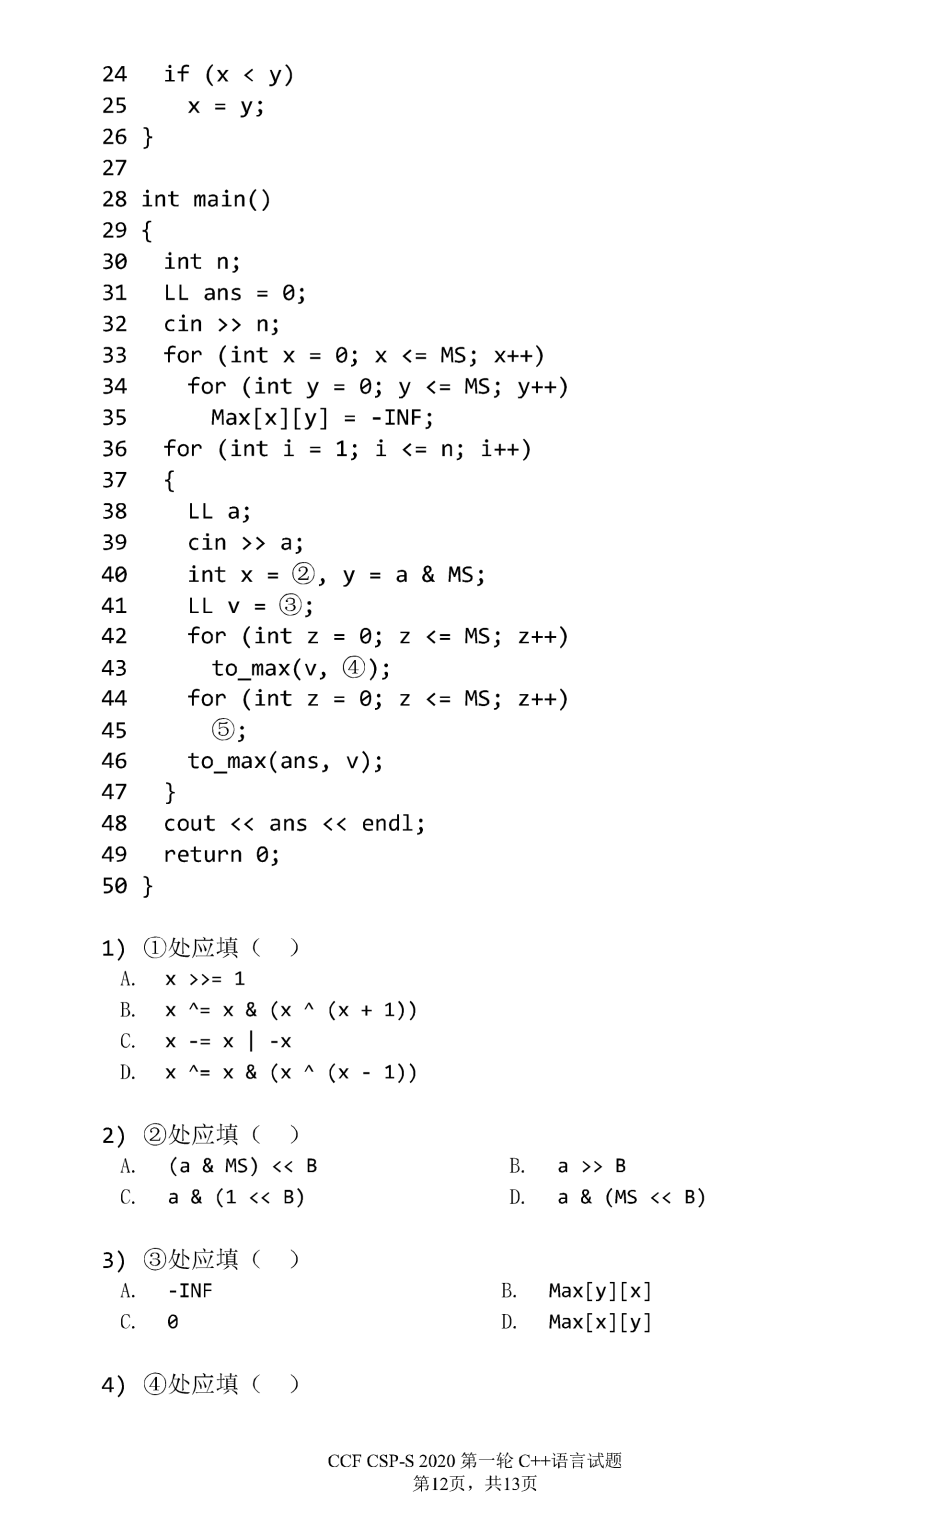 24   if (x < y)
25     x = y;
26 }
27
28 int main()
29 {
30   int n;
31   LL ans = 0;
32   cin >> n;
33   for (int x = 0; x <= MS; x++)
34     for (int y = 0; y <= MS; y++)
35       Max[x][y] = -INF;
36   for (int i = 1; i <= n; i++)
37   {
38     LL a;
39     cin >> a;
40     int x = ②, y = a & MS;
41     LL v = ③;
42     for (int z = 0; z <= MS; z++)
43       to_max(v, ④);
44     for (int z = 0; z <= MS; z++)
45       ⑤;
46     to_max(ans, v);
47   }
48   cout << ans << endl;
49   return 0;
50 }
1) ①处应填（ ）
A. x >>= 1
B. x ^= x & (x ^ (x + 1))
C. x -= x | -x
D. x ^= x & (x ^ (x - 1))
2) ②处应填（ ）
A. (a & MS) << B B. a >> B
C. a & (1 << B) D. a & (MS << B)
3) ③处应填（ ）
A. -INF B. Max[y][x]
C. 0 D. Max[x][y]
4) ④处应填（ ）
CCF CSP-S 2020 第一轮 C++语言试题
第12页，共13页